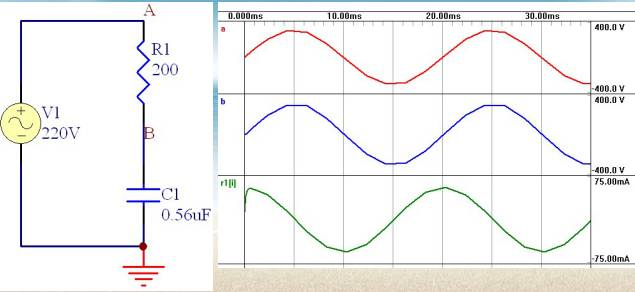 A
R1
200
V1
220V
B
C1
0.56uF
0.000ms 10.00ms 20.00ms 30.00ms
a
400.0 V
-400.0 V
b
400.0 V
-400.0 V
r1[i]
75.00mA
-75.00mA